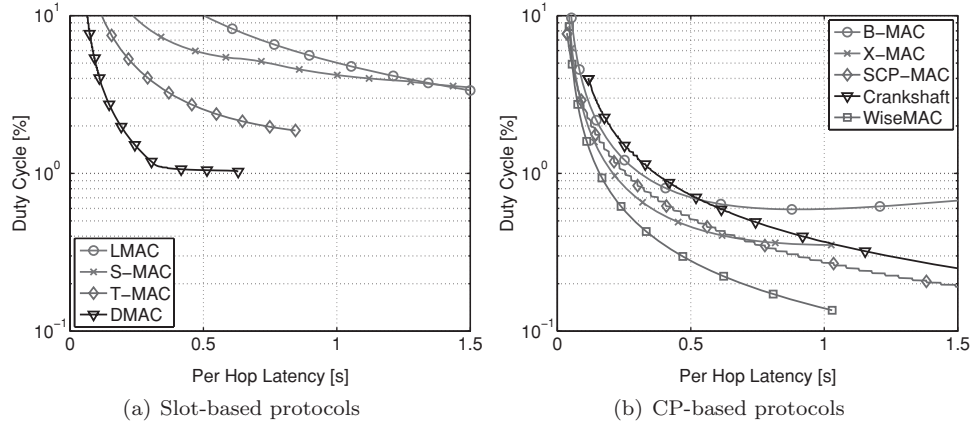 10^1
10^0
10^-1
Duty Cycle [%]
LMAC
S-MAC
T-MAC
DMAC
0 0.5 1 1.5
Per Hop Latency [s]
(a) Slot-based protocols
10^1
10^0
10^-1
Duty Cycle [%]
B-MAC
X-MAC
SCP-MAC
Crankshaft
WiseMAC
0 0.5 1 1.5
Per Hop Latency [s]
(b) CP-based protocols